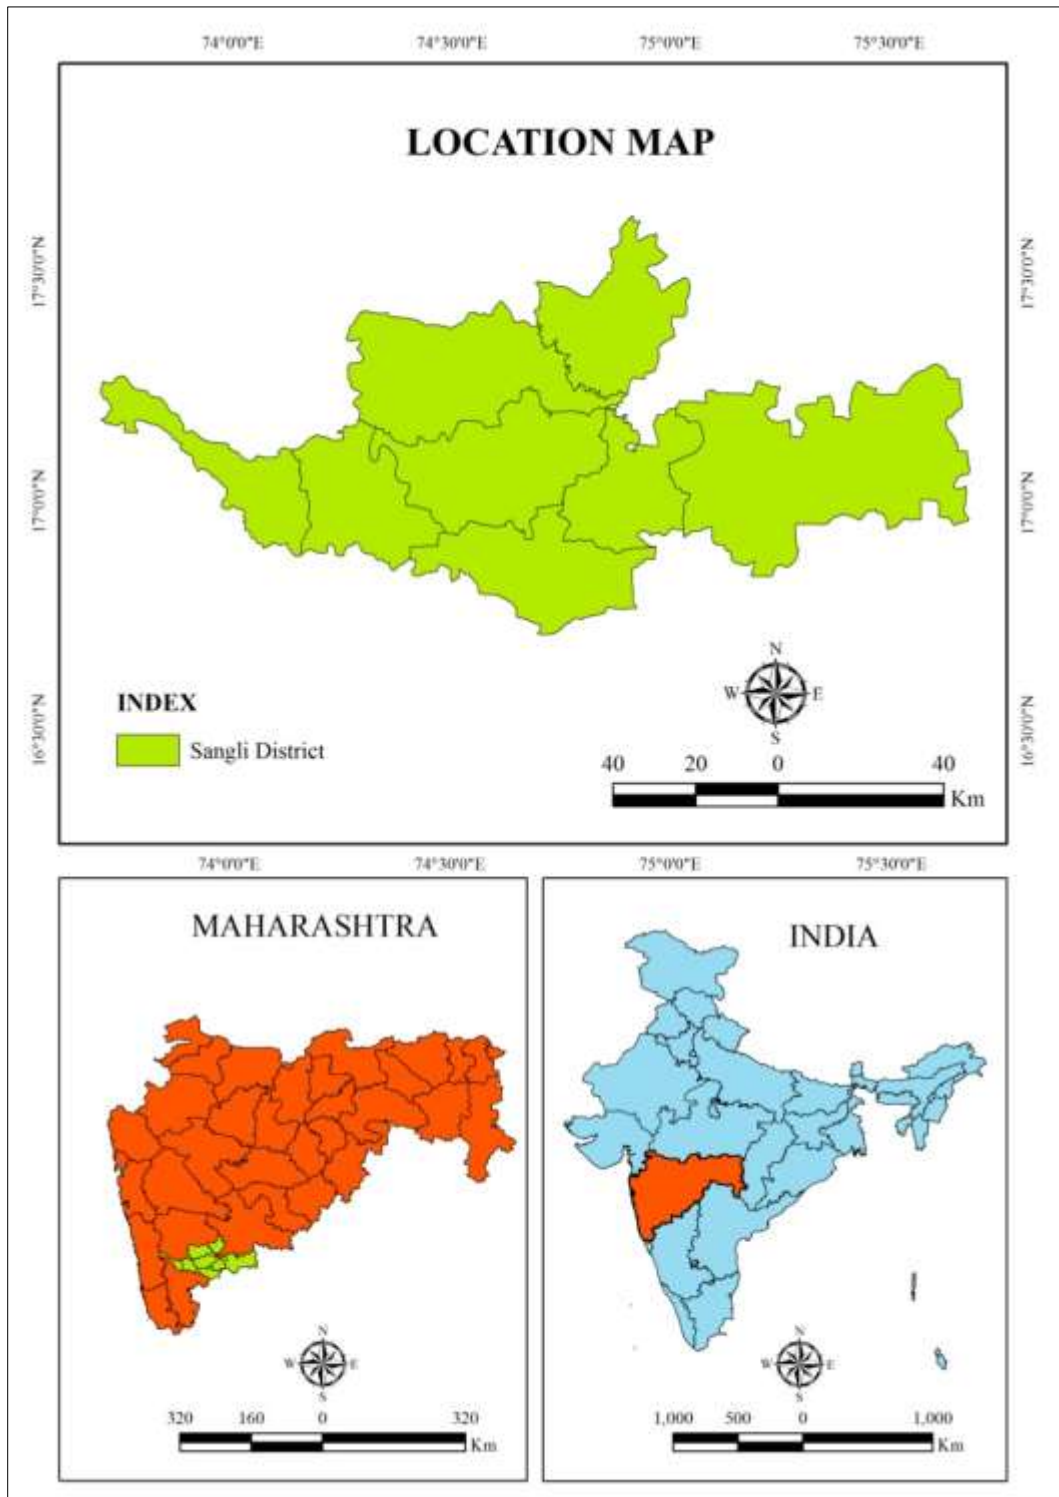 74°0'0"E 74°30'0"E 75°0'0"E 75°30'0"E
LOCATION MAP
17°30'0"N 17°30'0"N
17°0'0"N 17°0'0"N
N
W E
S
INDEX
Sangli District
16°30'0"N 16°30'0"N
40 20 0 40
Km
74°0'0"E 74°30'0"E 75°0'0"E 75°30'0"E
MAHARASHTRA
N
W E
S
320 160 0 320
Km
INDIA
N
W E
S
1,000 500 0 1,000
Km